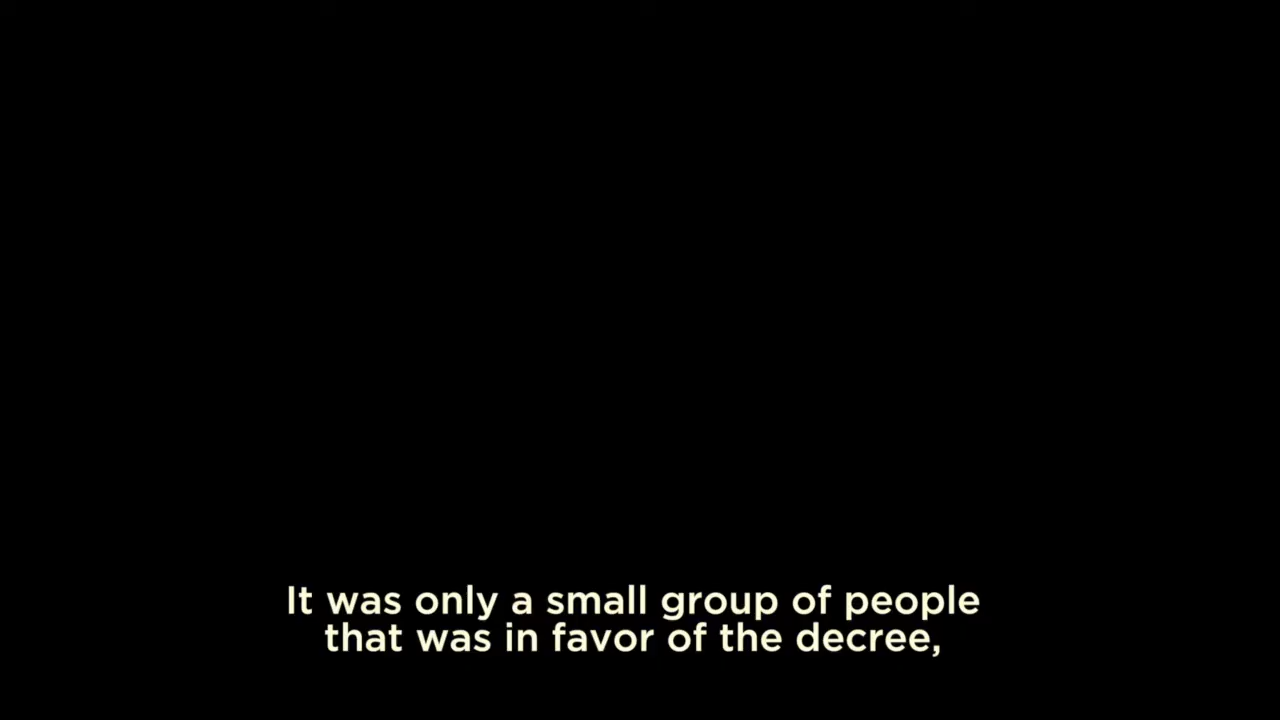 It was only a small group of people
that was in favor of the decree,